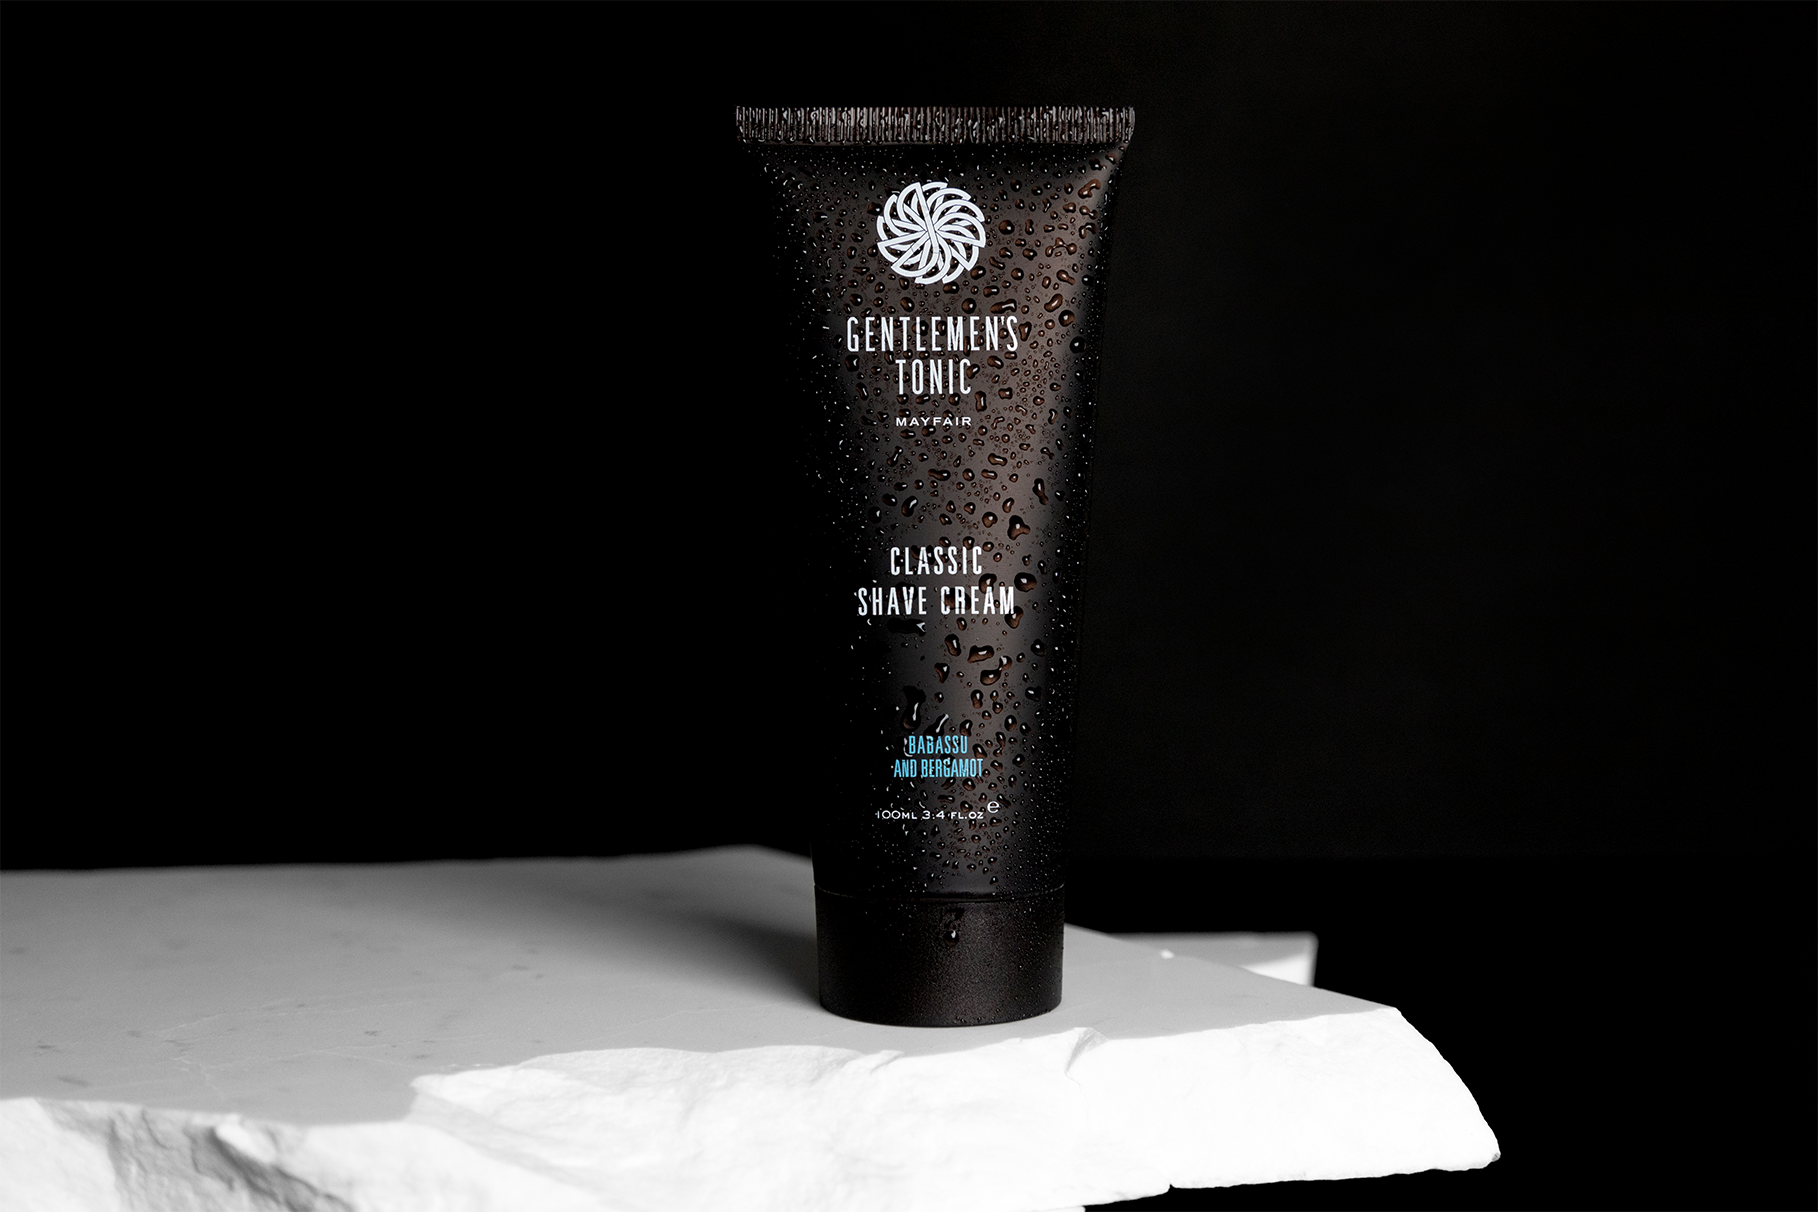 GENTLEMEN'S
TONIC
MAYFAIR
CLASSIC
SHAVE CREAM
BABASSU
AND BERGAMOT
100ML 3.4 FL.OZ ℮